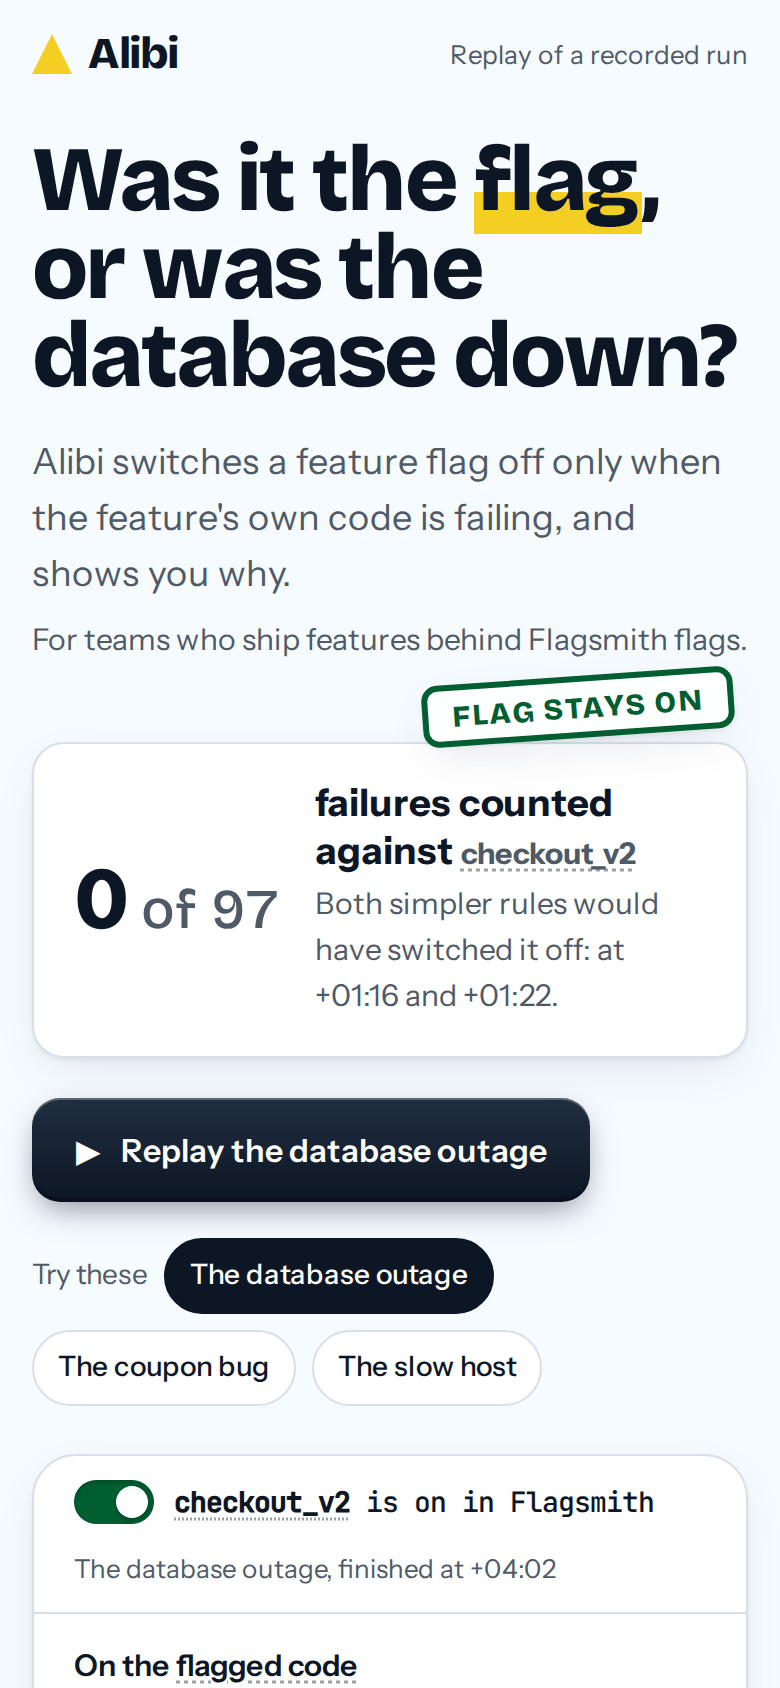 Alibi
Replay of a recorded run
Was it the flag,
or was the
database down?
Alibi switches a feature flag off only when
the feature's own code is failing, and
shows you why.
For teams who ship features behind Flagsmith flags.
FLAG STAYS ON
0 of 97
failures counted
against checkout_v2
Both simpler rules would
have switched it off: at
+01:16 and +01:22.
▶ Replay the database outage
Try these
The database outage
The coupon bug
The slow host
checkout_v2 is on in Flagsmith
The database outage, finished at +04:02
On the flagged code